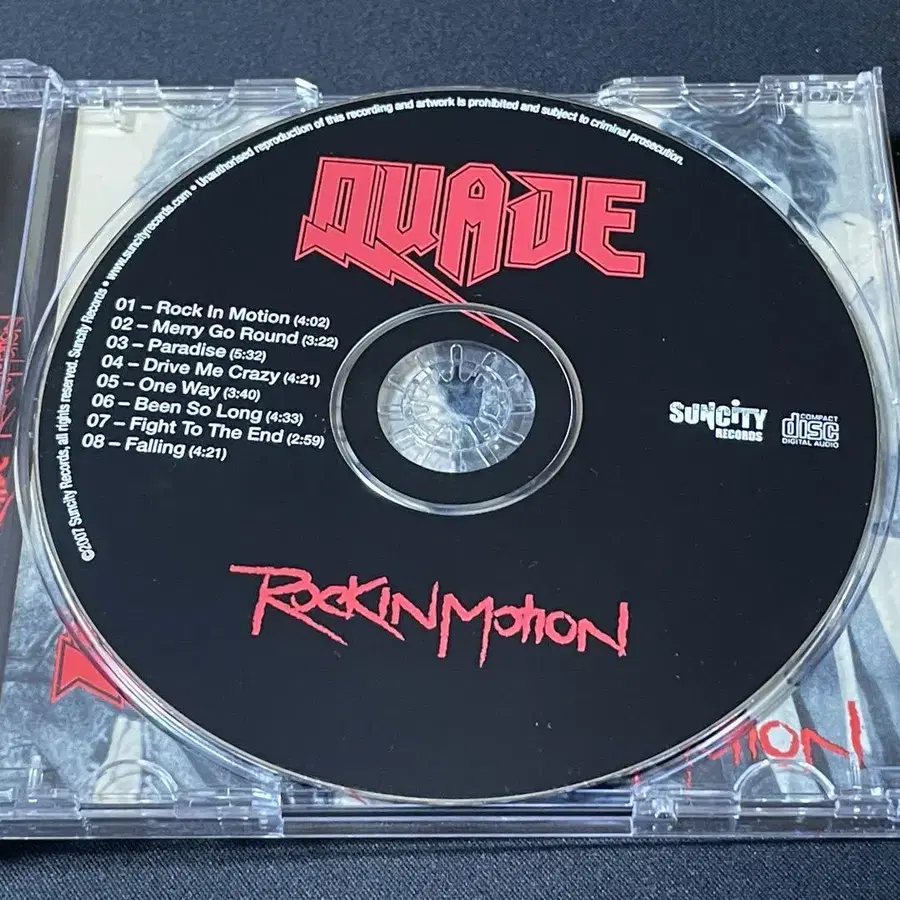 ©2007 Suncity Records, all rights reserved. Suncity Records • www.suncityrecords.com • Unauthorised reproduction of this recording and artwork is prohibited and subject to criminal prosecution.
QUADE
01 – Rock In Motion (4:02)
02 – Merry Go Round (3:22)
03 – Paradise (5:32)
04 – Drive Me Crazy (4:21)
05 – One Way (3:40)
06 – Been So Long (4:33)
07 – Fight To The End (2:59)
08 – Falling (4:21)
SUNCITY
RECORDS
COMPACT
disc
DIGITAL AUDIO
ROCK IN MOTION
MOTION